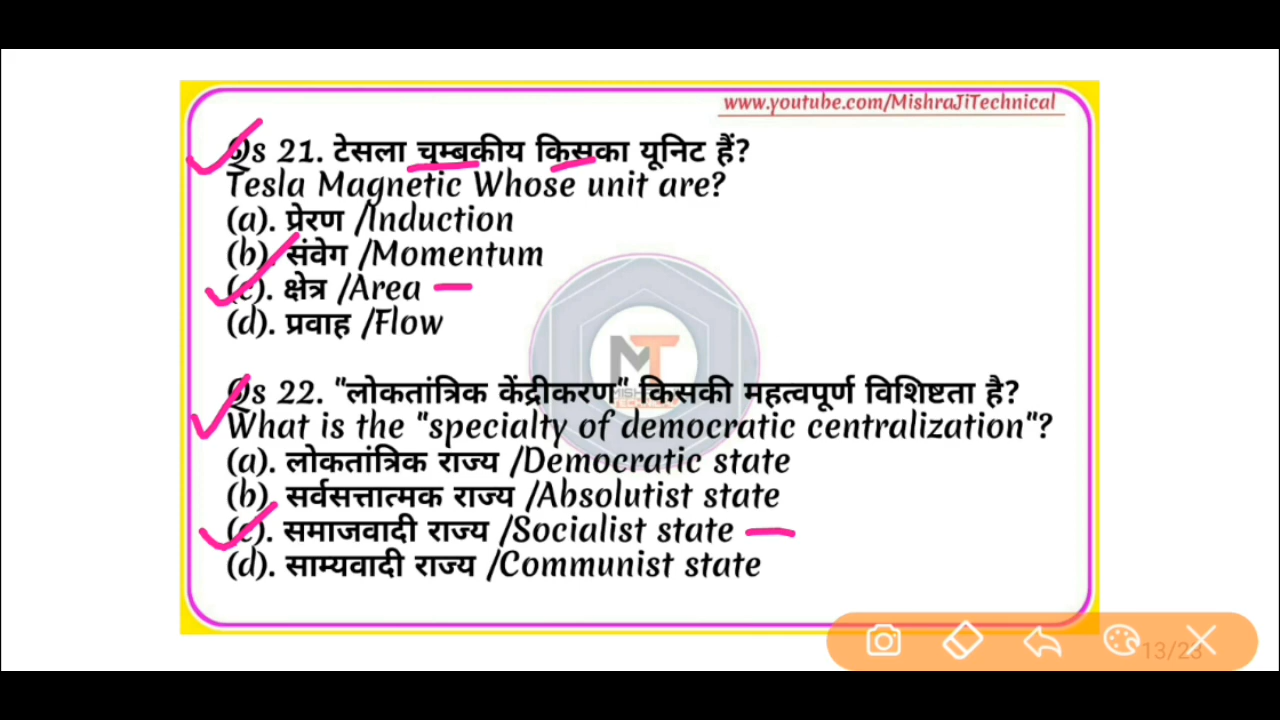 www.youtube.com/MishraJiTechnical
Qs 21. टेसला चुम्बकीय किसका यूनिट हैं?
Tesla Magnetic Whose unit are?
(a). प्रेरण /Induction
(b). संवेग /Momentum
(c). क्षेत्र /Area
(d). प्रवाह /Flow
MT
Qs 22. "लोकतांत्रिक केंद्रीकरण" किसकी महत्वपूर्ण विशिष्टता है?
What is the "specialty of democratic centralization"?
(a). लोकतांत्रिक राज्य /Democratic state
(b). सर्वसत्तात्मक राज्य /Absolutist state
(c). समाजवादी राज्य /Socialist state
(d). साम्यवादी राज्य /Communist state
13/23